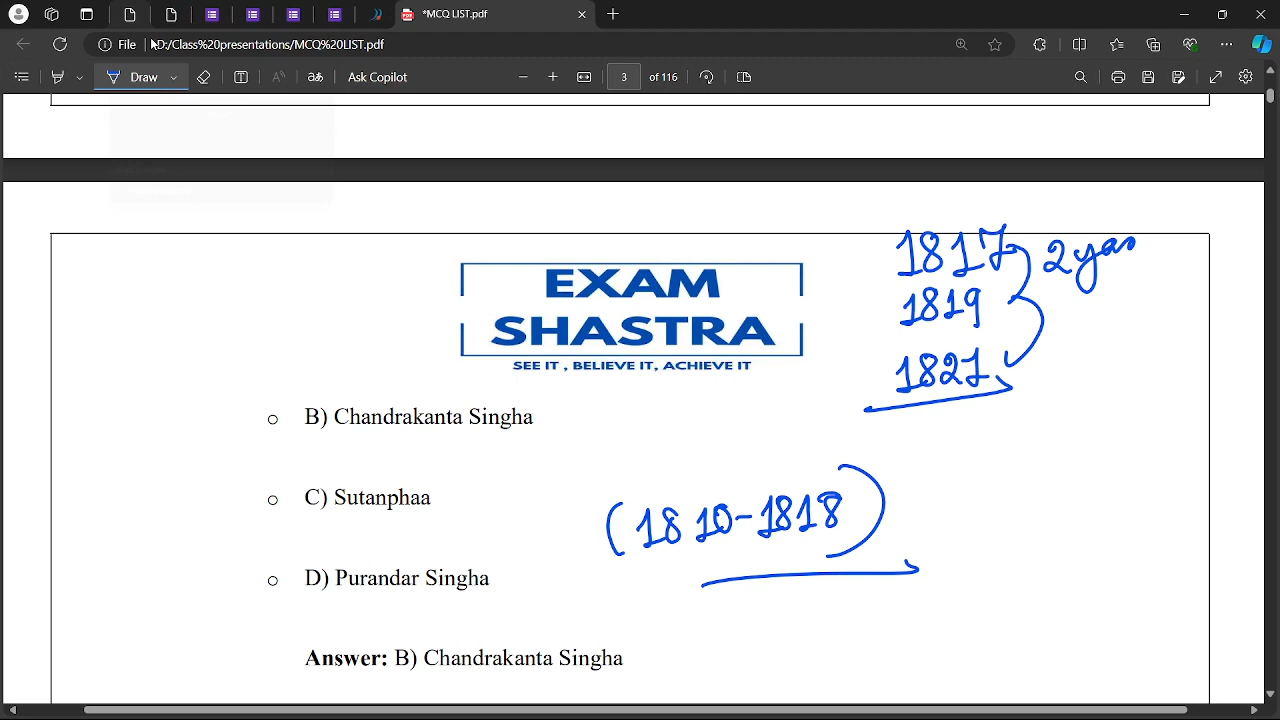 *MCQ LIST.pdf
File D:/Class%20presentations/MCQ%20LIST.pdf
Draw Ask Copilot 3 of 116
1817
2 years
1819
1821
EXAM
SHASTRA
SEE IT , BELIEVE IT, ACHIEVE IT
B) Chandrakanta Singha
C) Sutanphaa
(1810-1818)
D) Purandar Singha
Answer: B) Chandrakanta Singha